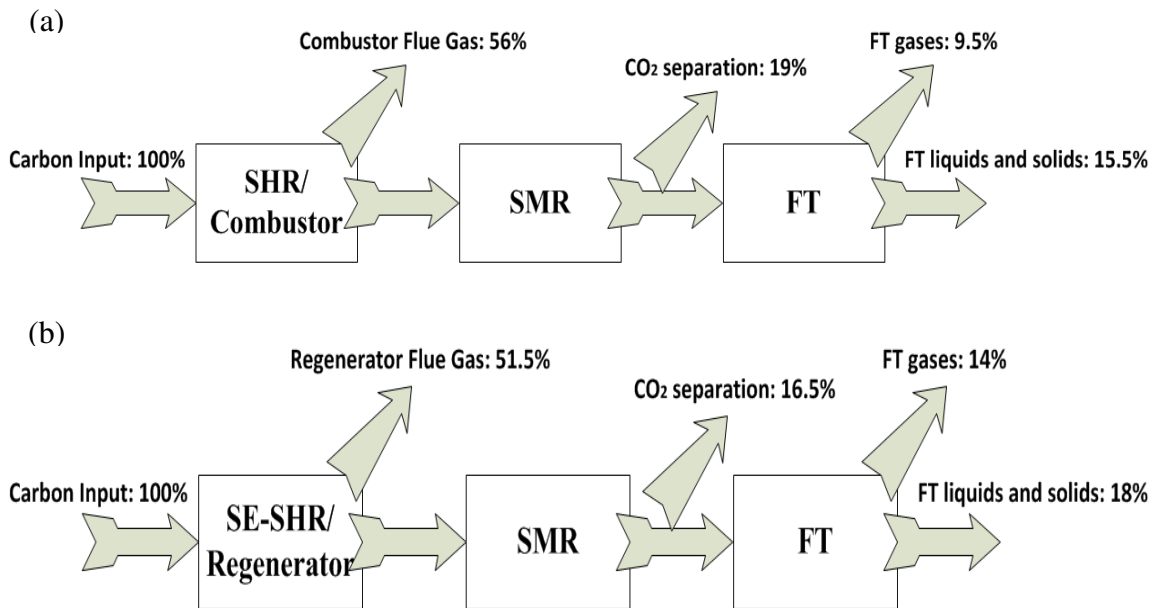 (a)
Combustor Flue Gas: 56%
CO₂ separation: 19%
FT gases: 9.5%
Carbon Input: 100%
SHR/
Combustor
SMR
FT
FT liquids and solids: 15.5%
(b)
Regenerator Flue Gas: 51.5%
CO₂ separation: 16.5%
FT gases: 14%
Carbon Input: 100%
SE-SHR/
Regenerator
SMR
FT
FT liquids and solids: 18%